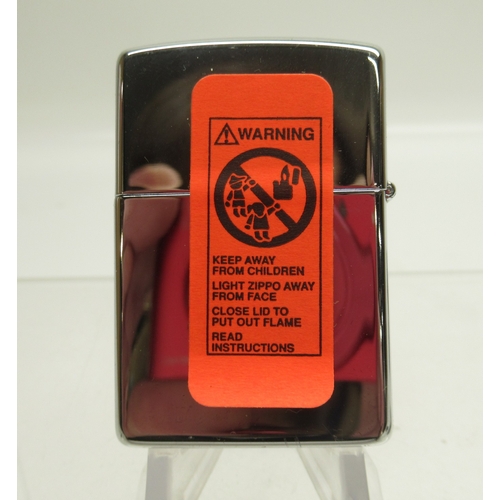 WARNING
KEEP AWAY
FROM CHILDREN
LIGHT ZIPPO AWAY
FROM FACE
CLOSE LID TO
PUT OUT FLAME
READ
INSTRUCTIONS